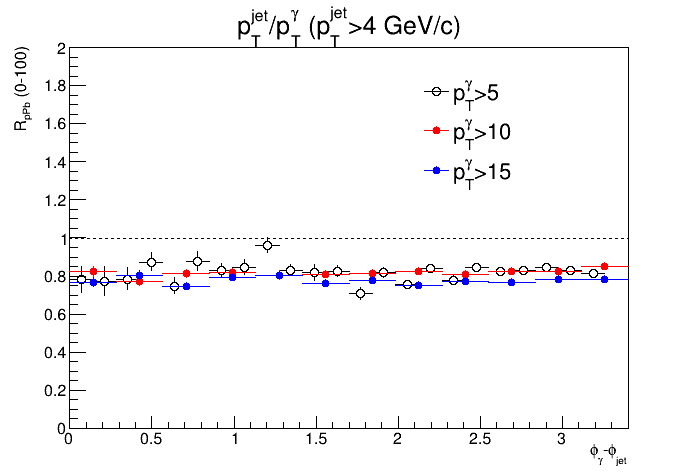 p_T^jet/p_T^γ (p_T^jet>4 GeV/c)
R_pPb (0-100)
2
1.8
1.6
1.4
1.2
1
0.8
0.6
0.4
0.2
0
p_T^γ>5
p_T^γ>10
p_T^γ>15
0 0.5 1 1.5 2 2.5 3
ϕ_γ-ϕ_jet